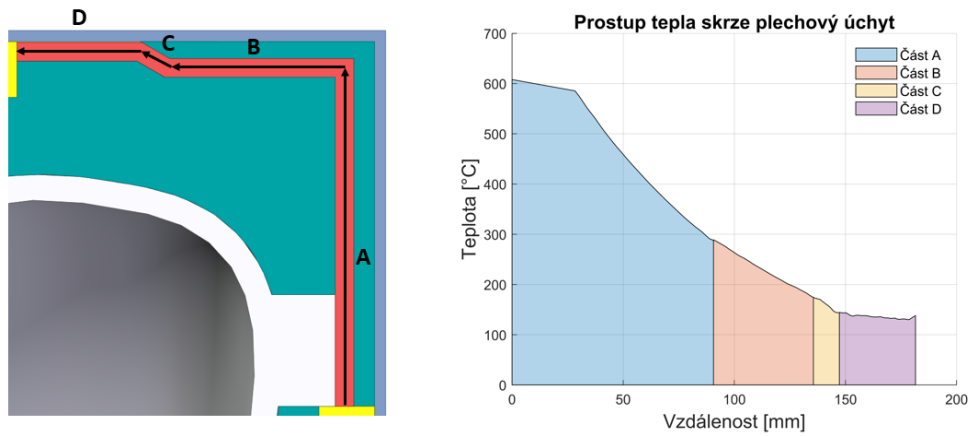 D
C
B
A
Prostup tepla skrze plechový úchyt
700
600
500
400
300
200
100
0
Teplota [°C]
0 50 100 150 200
Vzdálenost [mm]
Část A
Část B
Část C
Část D